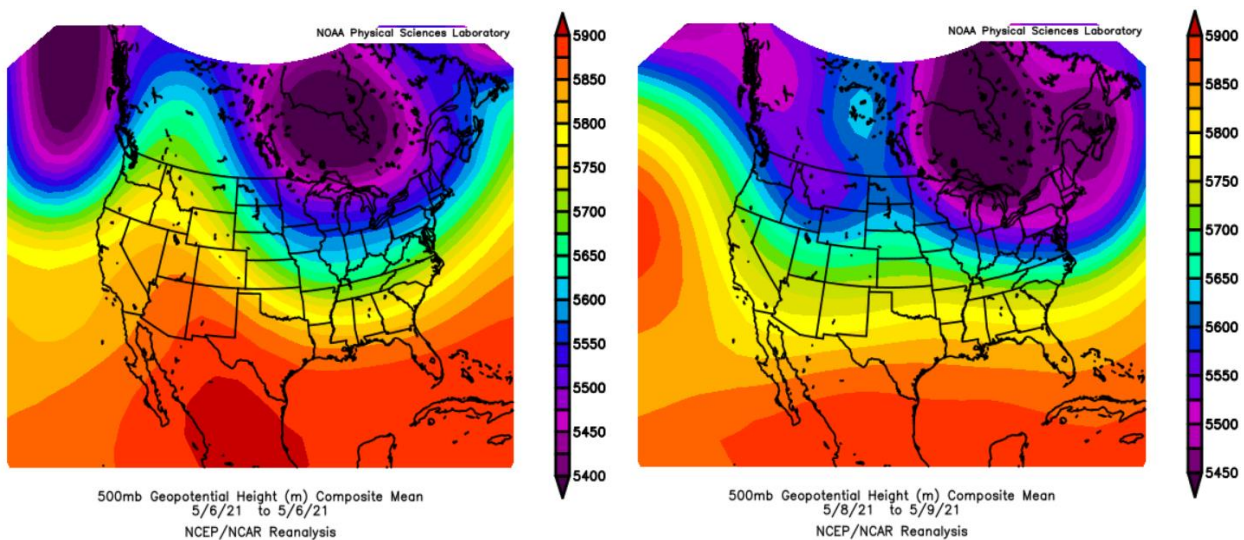 NOAA Physical Sciences Laboratory
5900
5850
5800
5750
5700
5650
5600
5550
5500
5450
5400
500mb Geopotential Height (m) Composite Mean
5/6/21 to 5/6/21
NCEP/NCAR Reanalysis
NOAA Physical Sciences Laboratory
5900
5850
5800
5750
5700
5650
5600
5550
5500
5450
500mb Geopotential Height (m) Composite Mean
5/8/21 to 5/9/21
NCEP/NCAR Reanalysis